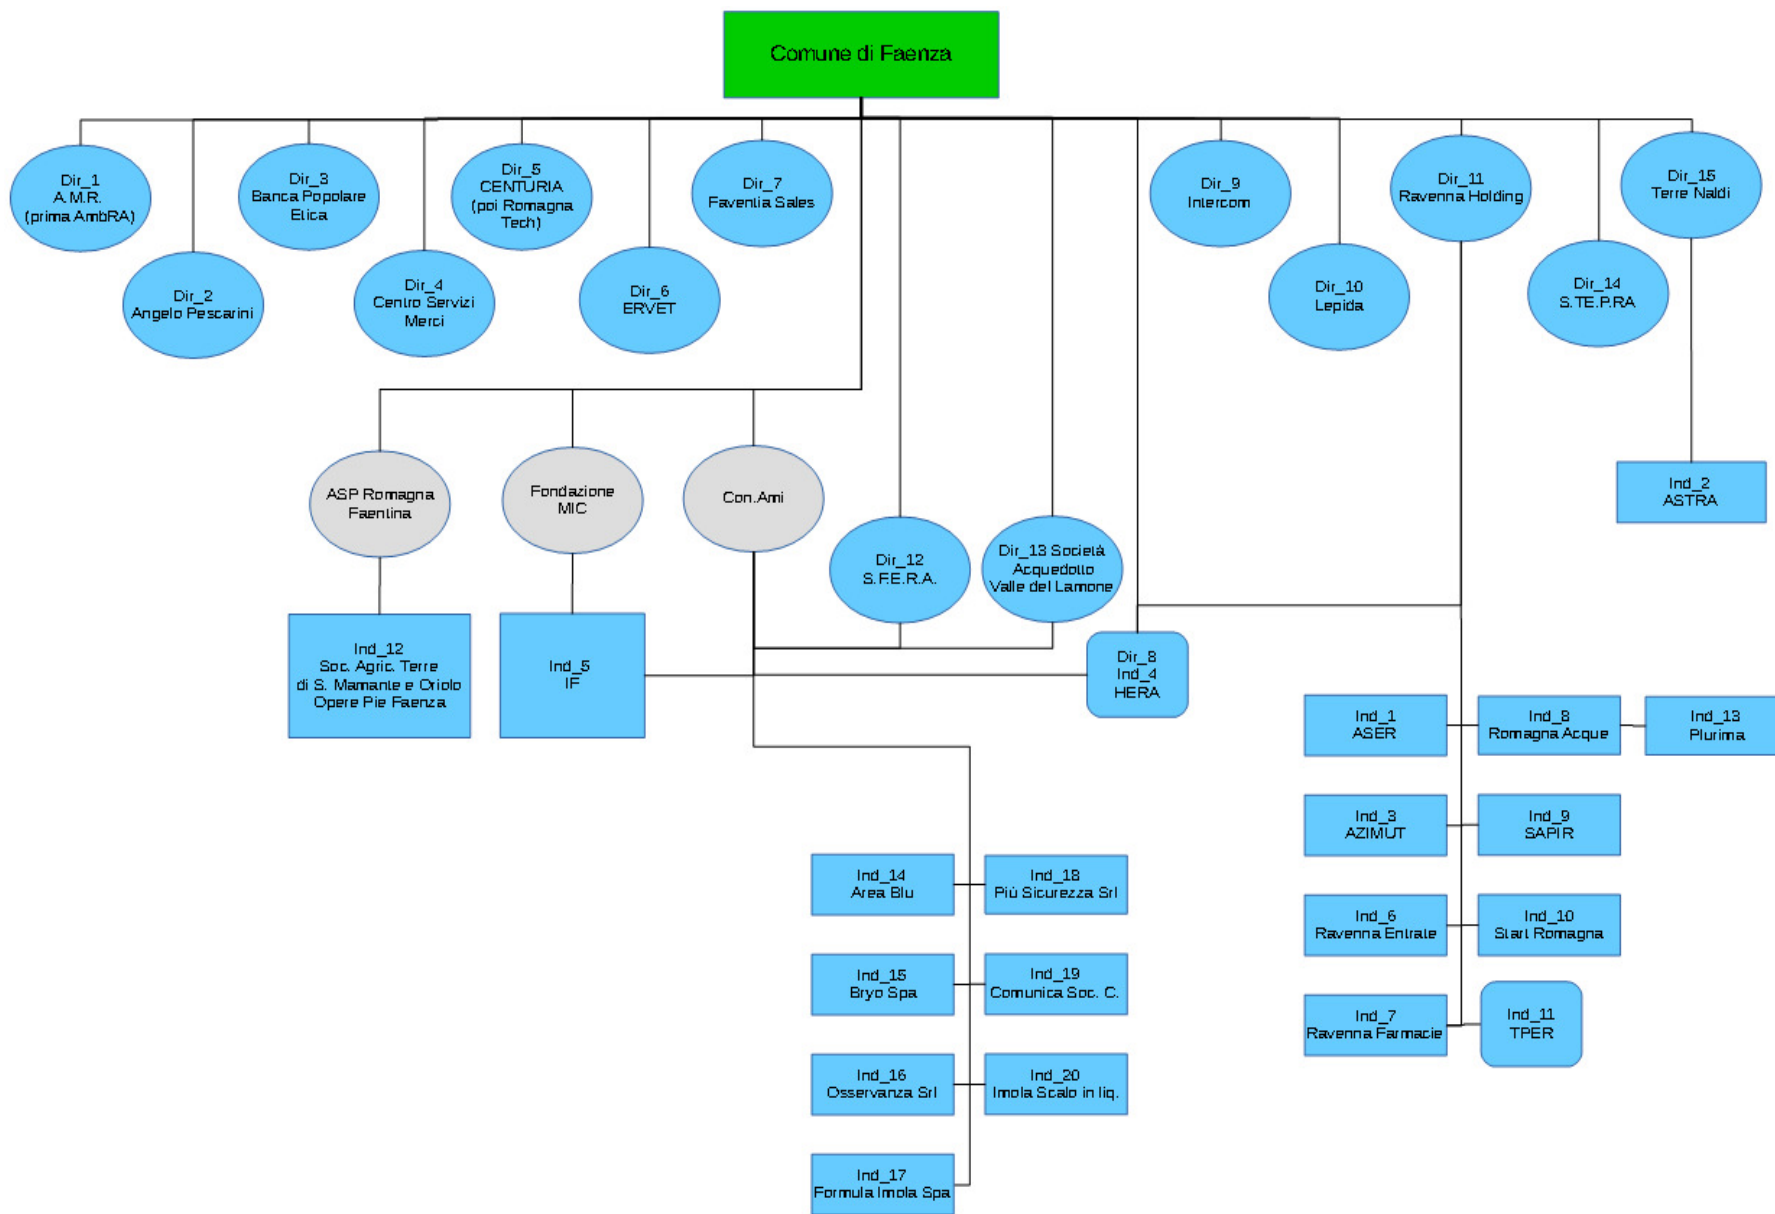 Comune di Faenza
Dir_1
A.M.R.
(prima AmbRA)
Dir_3
Banca Popolare
Etica
Dir_5
CENTURIA
(poi Romagna
Tech)
Dir_7
Faventia Sales
Dir_9
Intercom
Dir_11
Ravenna Holding
Dir_15
Terre Naldi
Dir_2
Angelo Pescarini
Dir_4
Centro Servizi
Merci
Dir_6
ERVET
Dir_10
Lepida
Dir_14
S.TE.P.RA
ASP Romagna
Faentina
Fondazione
MIC
Con.Ami
Ind_2
ASTRA
Dir_12
S.F.E.R.A.
Dir_13 Società
Acquedotto
Valle del Lamone
Ind_12
Soc. Agric. Terre
di S. Mamante e Oriolo
Opere Pie Faenza
Ind_5
IF
Dir_8
Ind_4
HERA
Ind_1
ASER
Ind_8
Romagna Acque
Ind_13
Plurima
Ind_3
AZIMUT
Ind_9
SAPIR
Ind_14
Area Blu
Ind_18
Più Sicurezza Srl
Ind_6
Ravenna Entrate
Ind_10
Start Romagna
Ind_15
Bryo Spa
Ind_19
Comunica Soc. C.
Ind_7
Ravenna Farmacie
Ind_11
TPER
Ind_16
Osservanza Srl
Ind_20
Imola Scalo in liq.
Ind_17
Formula Imola Spa